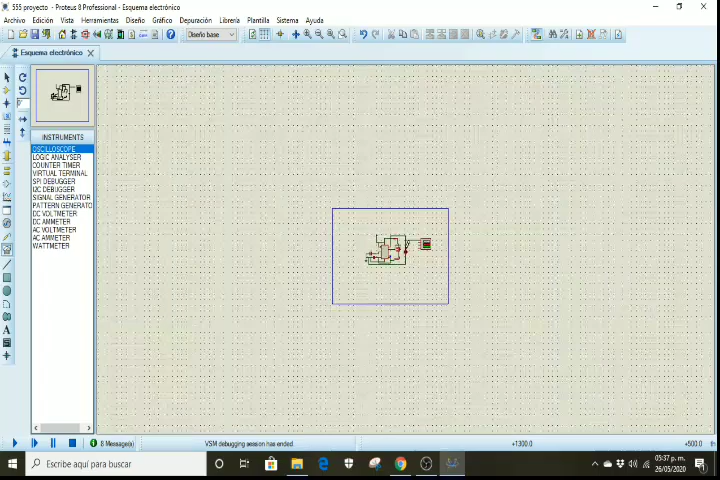 555 proyecto - Proteus 8 Professional - Esquema electrónico
Archivo Edición Vista Herramientas Diseño Gráfico Depuración Librería Plantilla Sistema Ayuda
Diseño base
Esquema electrónico
INSTRUMENTS
OSCILLOSCOPE
LOGIC ANALYSER
COUNTER TIMER
VIRTUAL TERMINAL
SPI DEBUGGER
I2C DEBUGGER
SIGNAL GENERATOR
PATTERN GENERATO
DC VOLTMETER
DC AMMETER
AC VOLTMETER
AC AMMETER
WATTMETER
8 Message(s) VSM debugging session has ended +1300.0 +500.0 th
Escribe aquí para buscar
05:37 p. m.
26/05/2020